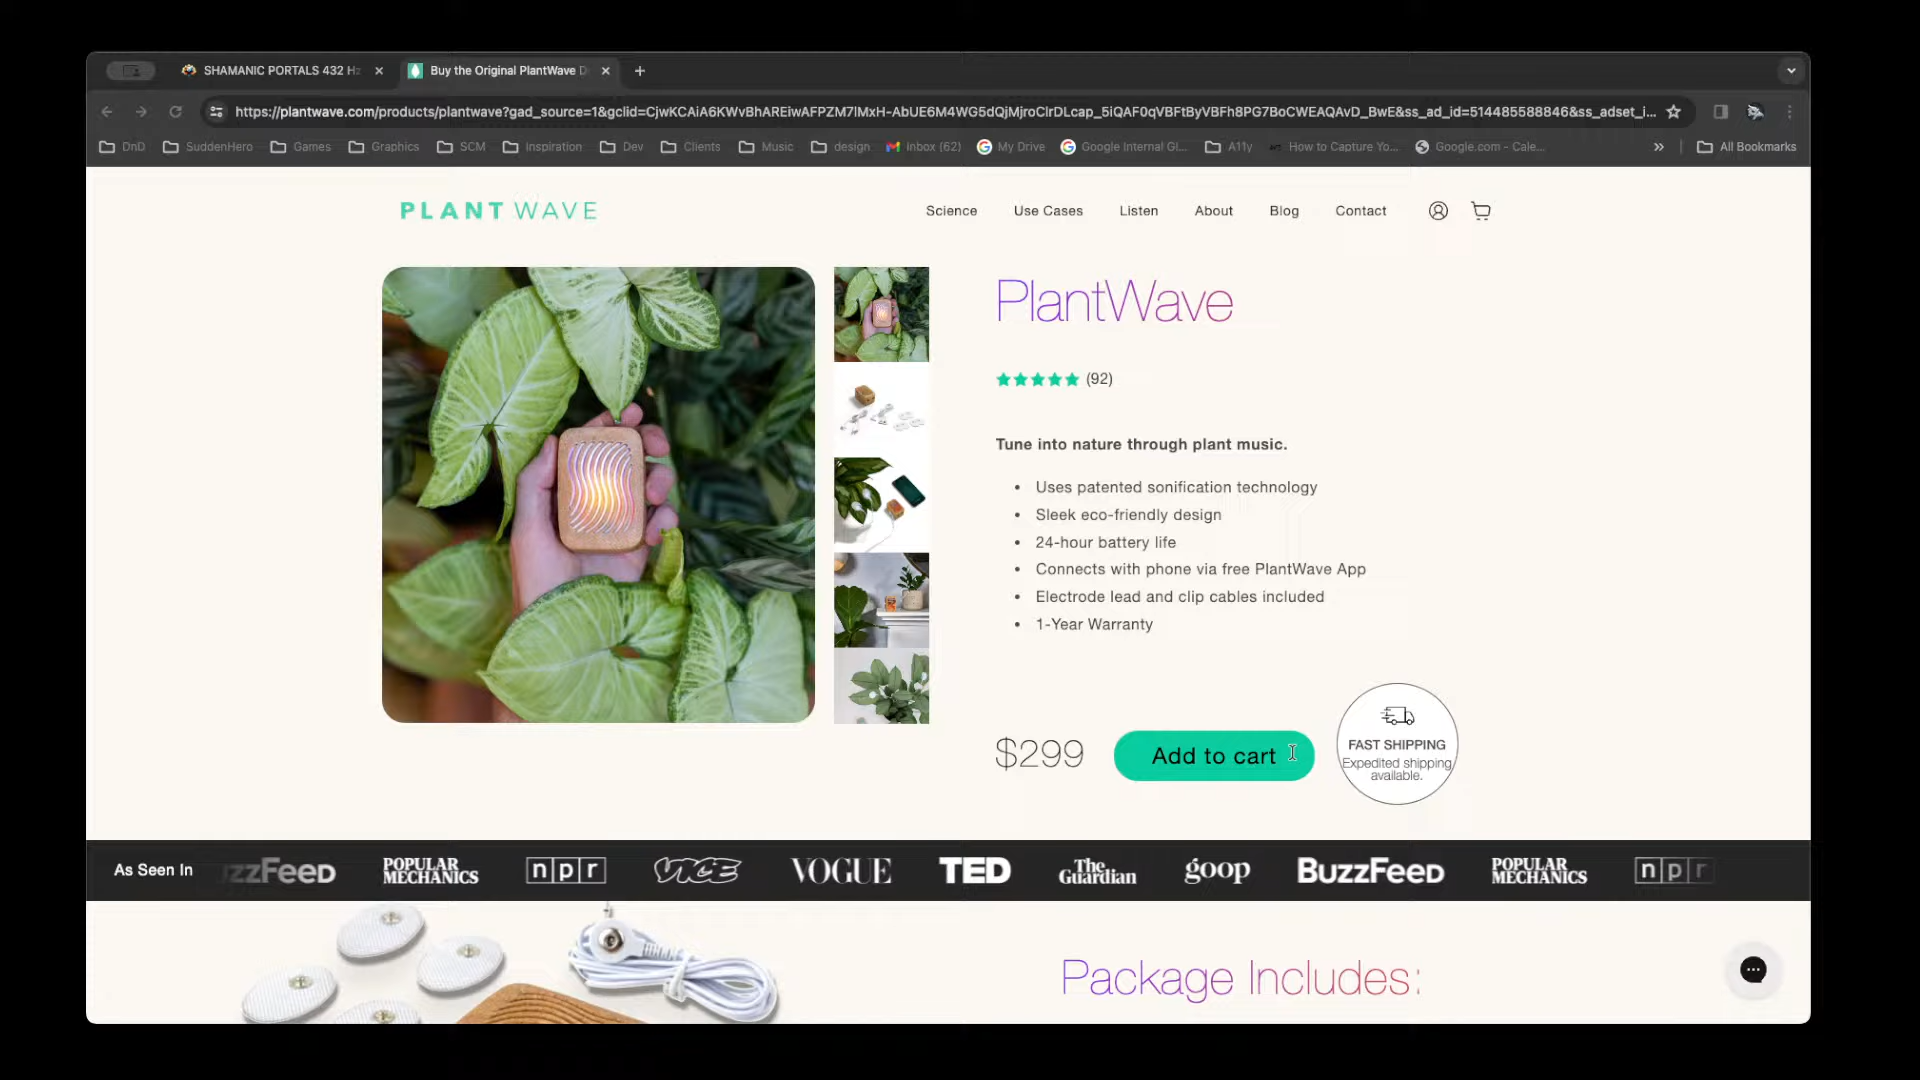 SHAMANIC PORTALS 432 Hz
Buy the Original PlantWave D
https://plantwave.com/products/plantwave?gad_source=1&gclid=CjwKCAiA6KWvBhAREiwAFPZM7lMxH-AbUE6M4WG5dQjMjroClrDLcap_5iQAF0qVBFtByVBFh8PG7BoCWEAQAvD_BwE&ss_ad_id=514485588846&ss_adset_i...
DnD SuddenHero Games Graphics SCM Inspiration Dev Clients Music design Inbox (62) My Drive Google Internal Gl... A11y How to Capture Yo... Google.com - Cale... » All Bookmarks
PLANT WAVE
Science Use Cases Listen About Blog Contact
PlantWave
(92)
Tune into nature through plant music.
• Uses patented sonification technology
• Sleek eco-friendly design
• 24-hour battery life
• Connects with phone via free PlantWave App
• Electrode lead and clip cables included
• 1-Year Warranty
$299
Add to cart
FAST SHIPPING
Expedited shipping
available.
As Seen In zzFeed POPULAR MECHANICS npr VICE VOGUE TED The Guardian goop BuzzFeed POPULAR MECHANICS npr
Package Includes: